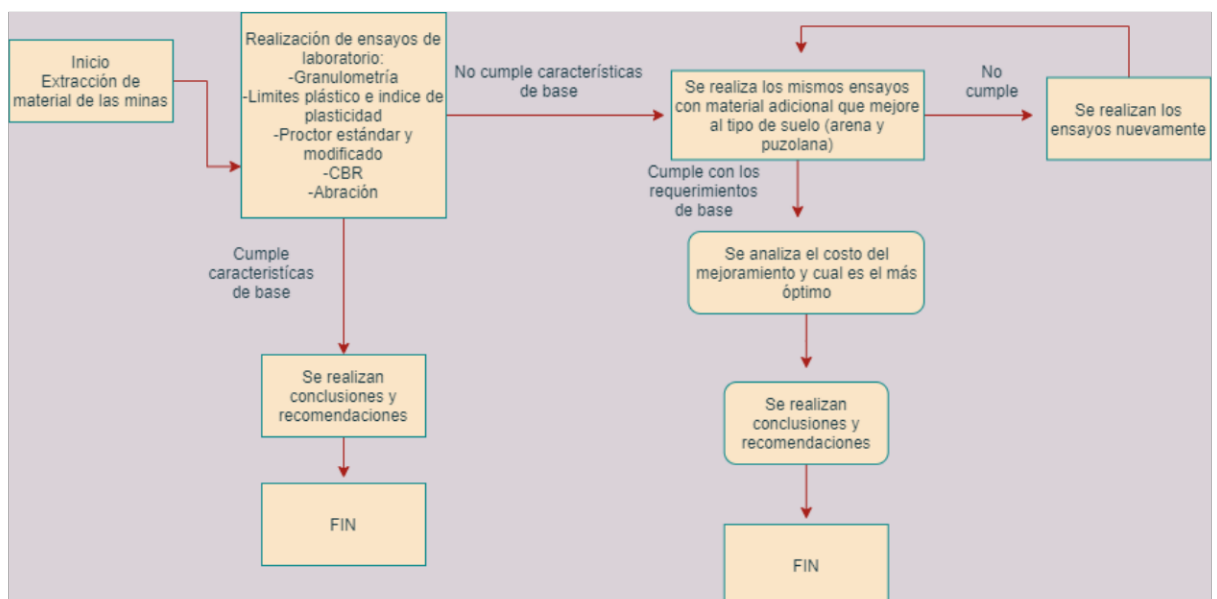 Inicio
Extracción de
material de las minas
Realización de ensayos de
laboratorio:
-Granulometría
-Limites plástico e indice de
plasticidad
-Proctor estándar y
modificado
-CBR
-Abración
No cumple características
de base
Se realiza los mismos ensayos
con material adicional que mejore
al tipo de suelo (arena y
puzolana)
No
cumple
Se realizan los
ensayos nuevamente
Cumple con los
requerimientos
de base
Cumple
caracteristícas
de base
Se analiza el costo del
mejoramiento y cual es el más
óptimo
Se realizan
conclusiones y
recomendaciones
Se realizan
conclusiones y
recomendaciones
FIN
FIN